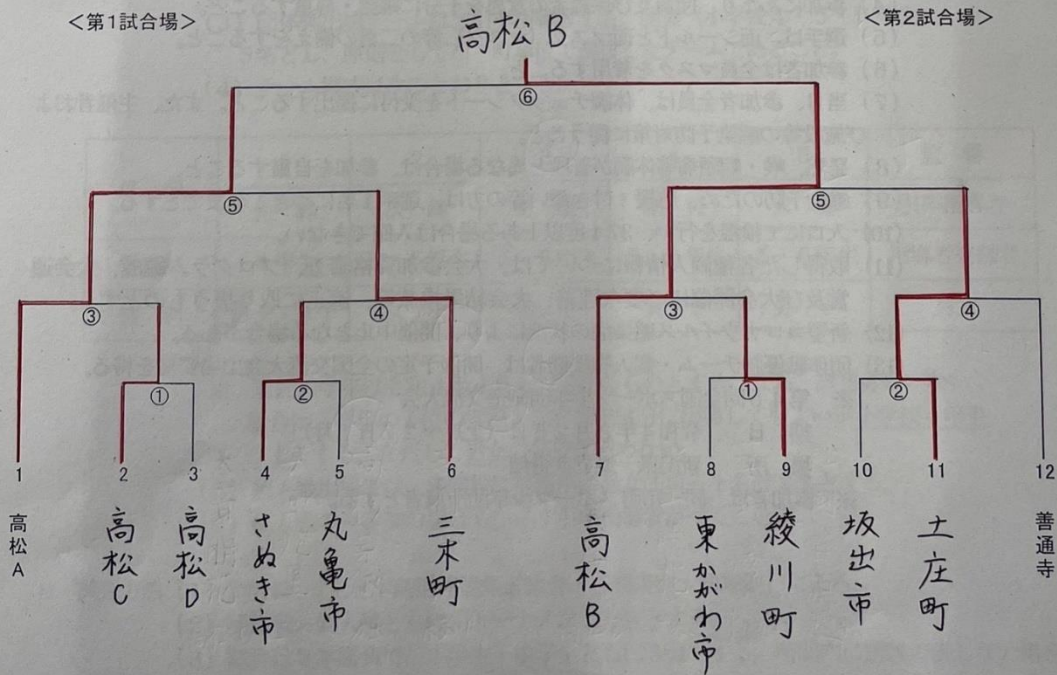 <第1試合場>
<第2試合場>
高松B
⑥
⑤
⑤
③
④
③
④
①
②
①
②
1
2
3
4
5
6
7
8
9
10
11
12
高松A
高松C
高松D
さぬき市
丸亀市
三木町
高松B
東かがわ市
綾川町
坂出市
土庄町
善通寺